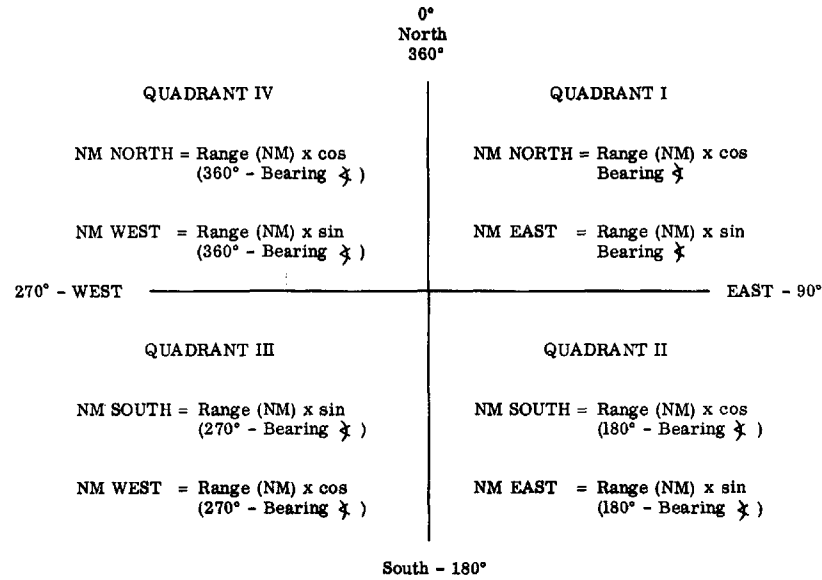 0°
North
360°
QUADRANT IV
NM NORTH = Range (NM) x cos
(360° - Bearing ∢ )
NM WEST = Range (NM) x sin
(360° - Bearing ∢ )
QUADRANT I
NM NORTH = Range (NM) x cos
Bearing ∢
NM EAST = Range (NM) x sin
Bearing ∢
270° - WEST
EAST - 90°
QUADRANT III
NM SOUTH = Range (NM) x sin
(270° - Bearing ∢ )
NM WEST = Range (NM) x cos
(270° - Bearing ∢ )
QUADRANT II
NM SOUTH = Range (NM) x cos
(180° - Bearing ∢ )
NM EAST = Range (NM) x sin
(180° - Bearing ∢ )
South - 180°